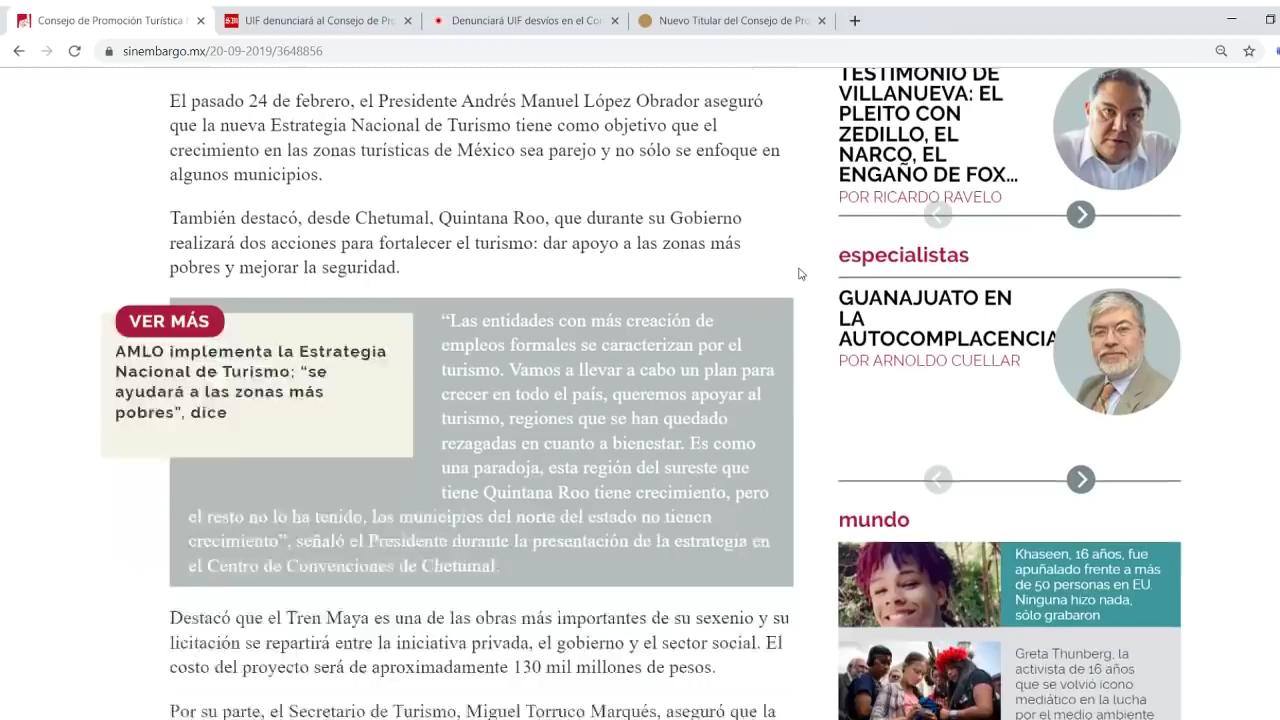 Consejo de Promoción Turística
UIF denunciará al Consejo de Pro
Denunciará UIF desvíos en el Con
Nuevo Titular del Consejo de Pro
sinembargo.mx/20-09-2019/3648856
El pasado 24 de febrero, el Presidente Andrés Manuel López Obrador aseguró
que la nueva Estrategia Nacional de Turismo tiene como objetivo que el
crecimiento en las zonas turísticas de México sea parejo y no sólo se enfoque en
algunos municipios.
También destacó, desde Chetumal, Quintana Roo, que durante su Gobierno
realizará dos acciones para fortalecer el turismo: dar apoyo a las zonas más
pobres y mejorar la seguridad.
VER MÁS
AMLO implementa la Estrategia
Nacional de Turismo; “se
ayudará a las zonas más
pobres”, dice
“Las entidades con más creación de
empleos formales se caracterizan por el
turismo. Vamos a llevar a cabo un plan para
crecer en todo el país, queremos apoyar al
turismo, regiones que se han quedado
rezagadas en cuanto a bienestar. Es como
una paradoja, esta región del sureste que
tiene Quintana Roo tiene crecimiento, pero
el resto no lo ha tenido, los municipios del norte del estado no tienen
crecimiento”, señaló el Presidente durante la presentación de la estrategia en
el Centro de Convenciones de Chetumal.
Destacó que el Tren Maya es una de las obras más importantes de su sexenio y su
licitación se repartirá entre la iniciativa privada, el gobierno y el sector social. El
costo del proyecto será de aproximadamente 130 mil millones de pesos.
Por su parte, el Secretario de Turismo, Miguel Torruco Marqués, aseguró que la
TESTIMONIO DE
VILLANUEVA: EL
PLEITO CON
ZEDILLO, EL
NARCO, EL
ENGAÑO DE FOX…
POR RICARDO RAVELO
especialistas
GUANAJUATO EN
LA
AUTOCOMPLACENCIA
POR ARNOLDO CUELLAR
mundo
Khaseen, 16 años, fue
apuñalado frente a más
de 50 personas en EU.
Ninguna hizo nada,
sólo grabaron
Greta Thunberg, la
activista de 16 años
que se volvió ícono
mediático en la lucha
por el medio ambiente